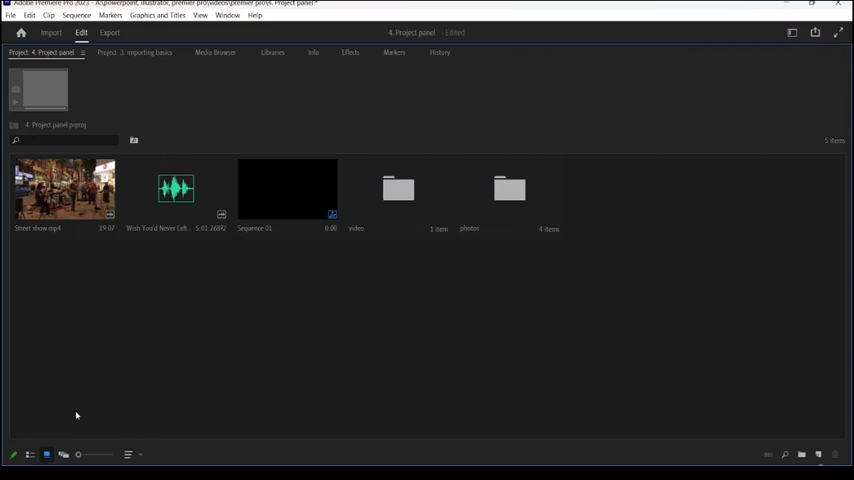 Adobe Premiere Pro 2023 - A:\powerpoint, illustrator, premier pro\videos\premier pro\4. Project panel *
File Edit Clip Sequence Markers Graphics and Titles View Window Help
Import Edit Export 4. Project panel - Edited
Project: 4. Project panel Project: 3. importing basics Media Browser Libraries Info Effects Markers History
4. Project panel.prproj
5 items
Street show.mp4 19:07 Wish You'd Never Left... 5:01.26892 Sequence 01 0:00 video 1 item photos 4 items